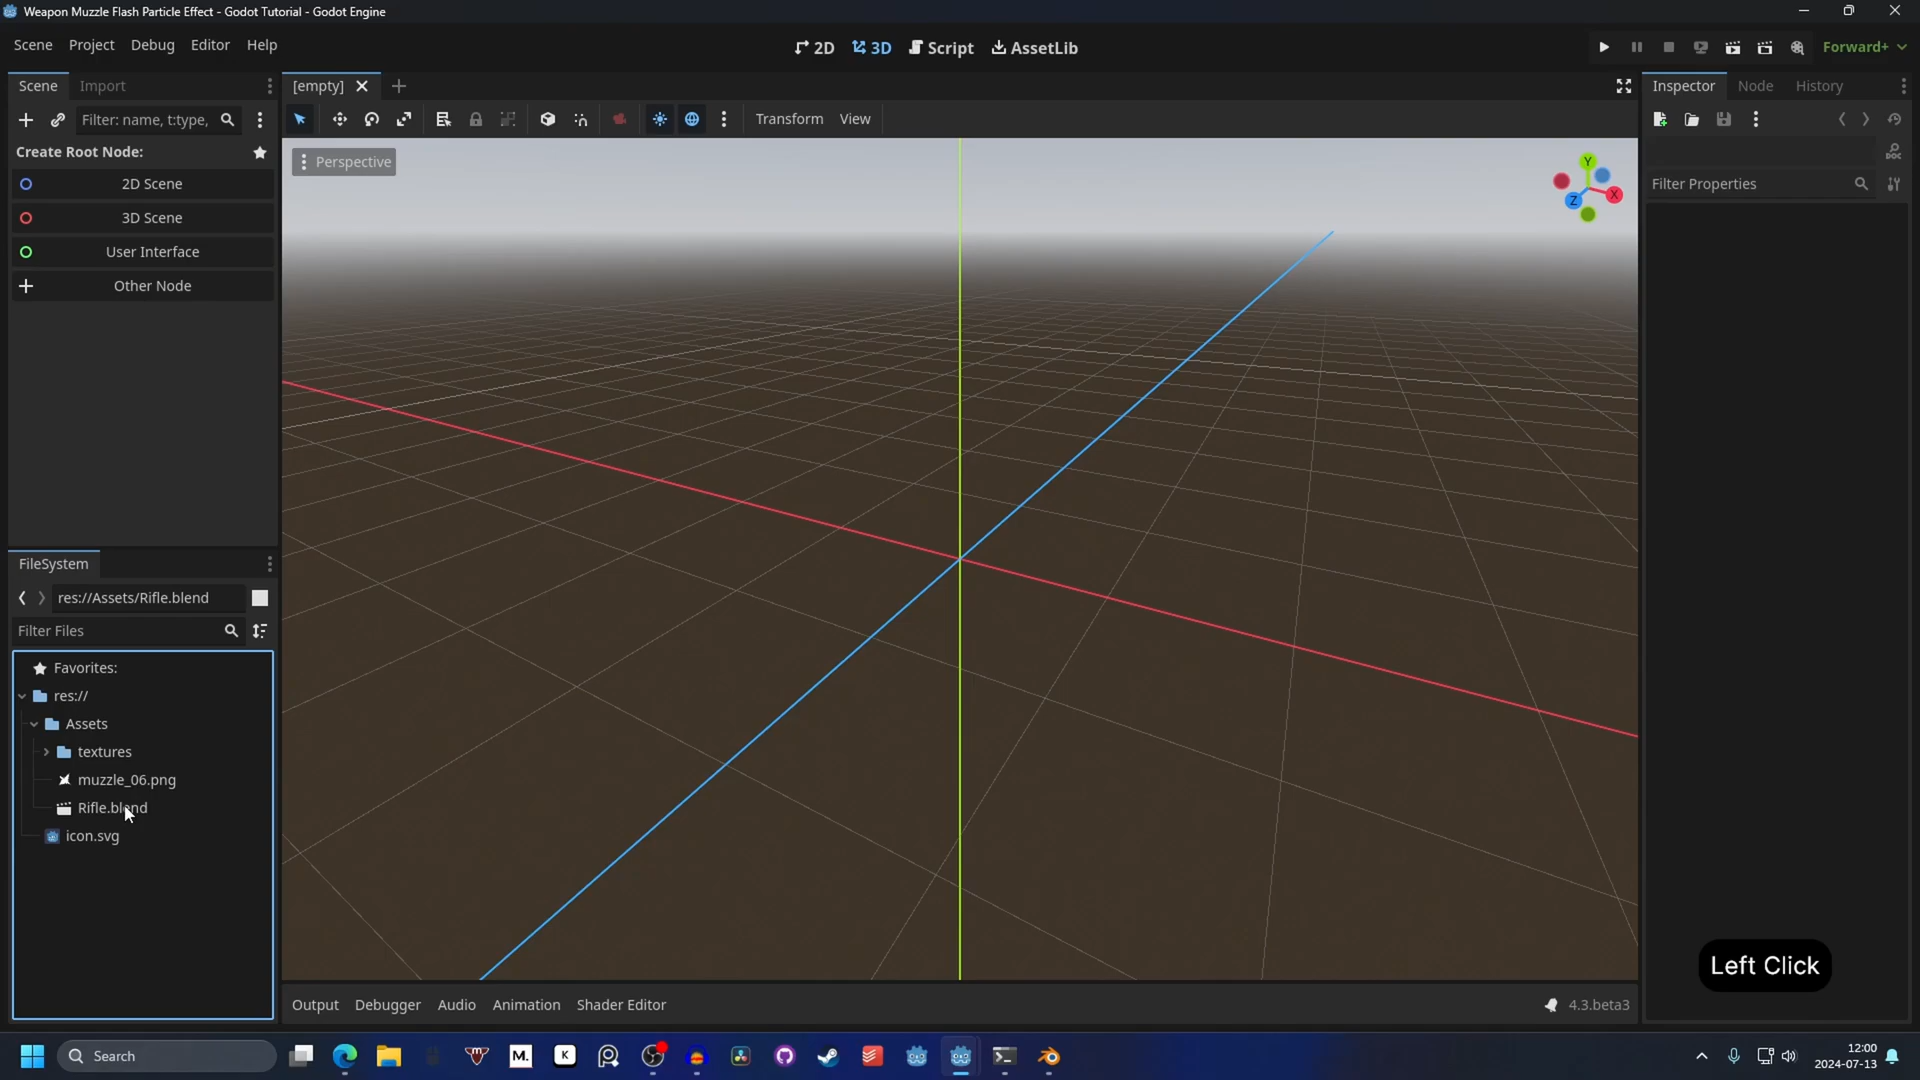 Weapon Muzzle Flash Particle Effect - Godot Tutorial - Godot Engine
Scene Project Debug Editor Help
2D 3D Script AssetLib
Forward+
Scene Import
[empty]
Inspector Node History
Filter: name, t:type,
Transform View
Create Root Node:
2D Scene
3D Scene
User Interface
Other Node
Perspective
Y
X
Z
DOC
Filter Properties
FileSystem
res://Assets/Rifle.blend
Filter Files
Favorites:
res://
Assets
textures
muzzle_06.png
Rifle.blend
icon.svg
Left Click
Output Debugger Audio Animation Shader Editor
4.3.beta3
Search
M.
K
12:00
2024-07-13